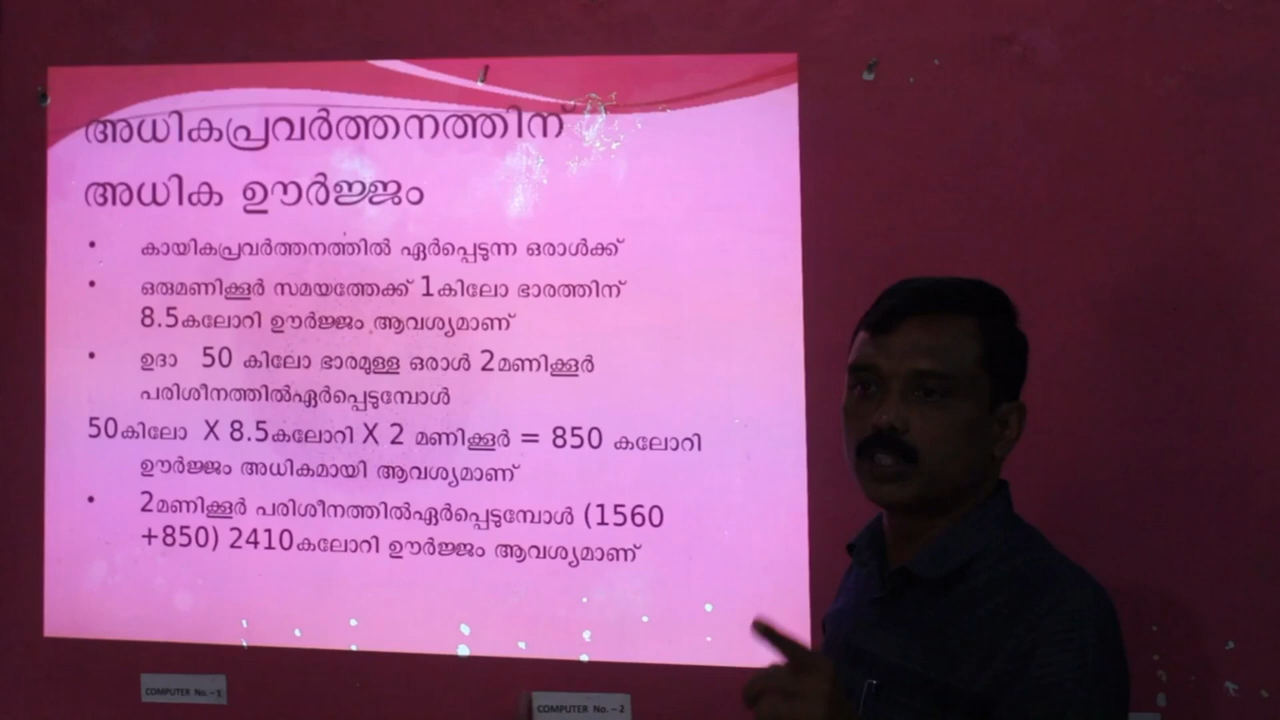 അധികപ്രവർത്തനത്തിന്
അധിക ഊർജ്ജം
• കായികപ്രവർത്തനത്തിൽ ഏർപ്പെടുന്ന ഒരാൾക്ക്
• ഒരുമണിക്കൂർ സമയത്തേക്ക് 1കിലോ ഭാരത്തിന്
8.5കലോറി ഊർജ്ജം ആവശ്യമാണ്
• ഉദാ 50 കിലോ ഭാരമുള്ള ഒരാൾ 2മണിക്കൂർ
പരിശീനത്തിൽഏർപ്പെടുമ്പോൾ
50കിലോ X 8.5കലോറി X 2 മണിക്കൂർ = 850 കലോറി
ഊർജ്ജം അധികമായി ആവശ്യമാണ്
• 2മണിക്കൂർ പരിശീനത്തിൽഏർപ്പെടുമ്പോൾ (1560
+850) 2410കലോറി ഊർജ്ജം ആവശ്യമാണ്
COMPUTER No. – 1
COMPUTER No. – 2